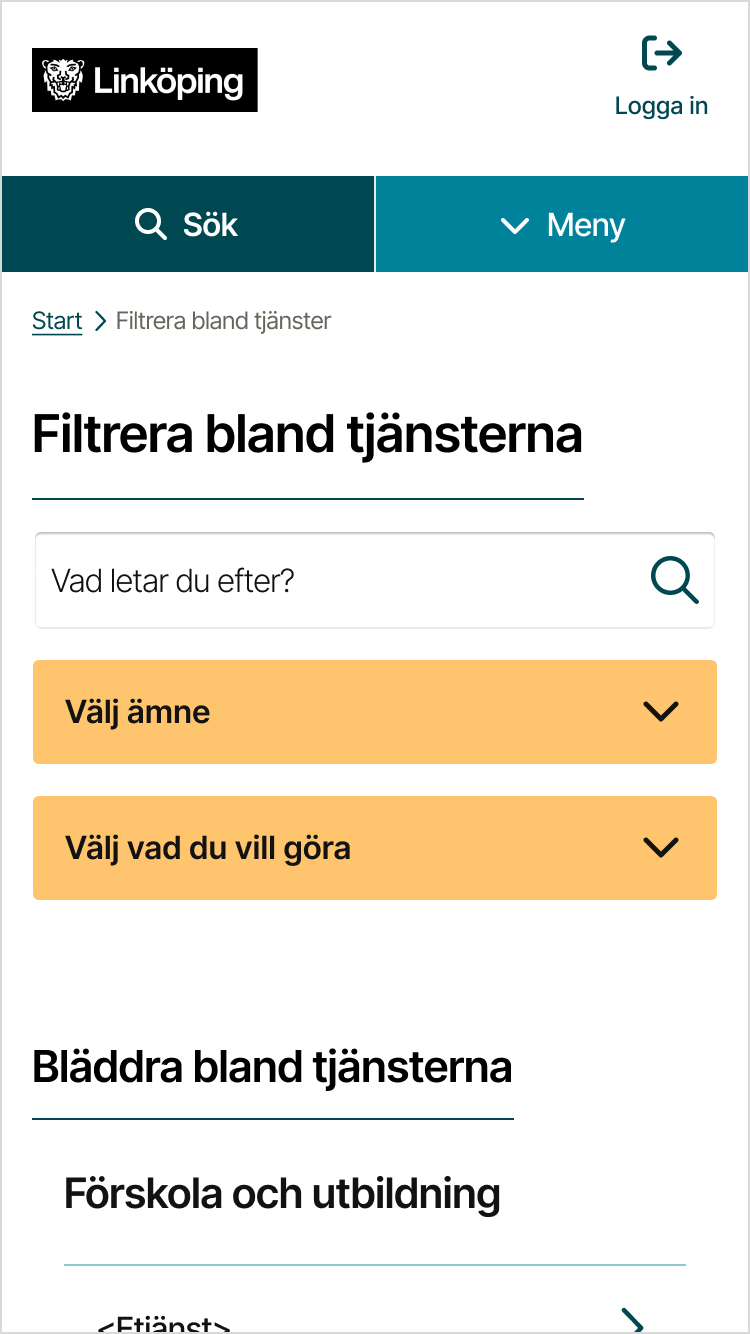 Linköping
Logga in
Sök
Meny
Start
Filtrera bland tjänster
Filtrera bland tjänsterna
Vad letar du efter?
Välj ämne
Välj vad du vill göra
Bläddra bland tjänsterna
Förskola och utbildning
<Etjänst>